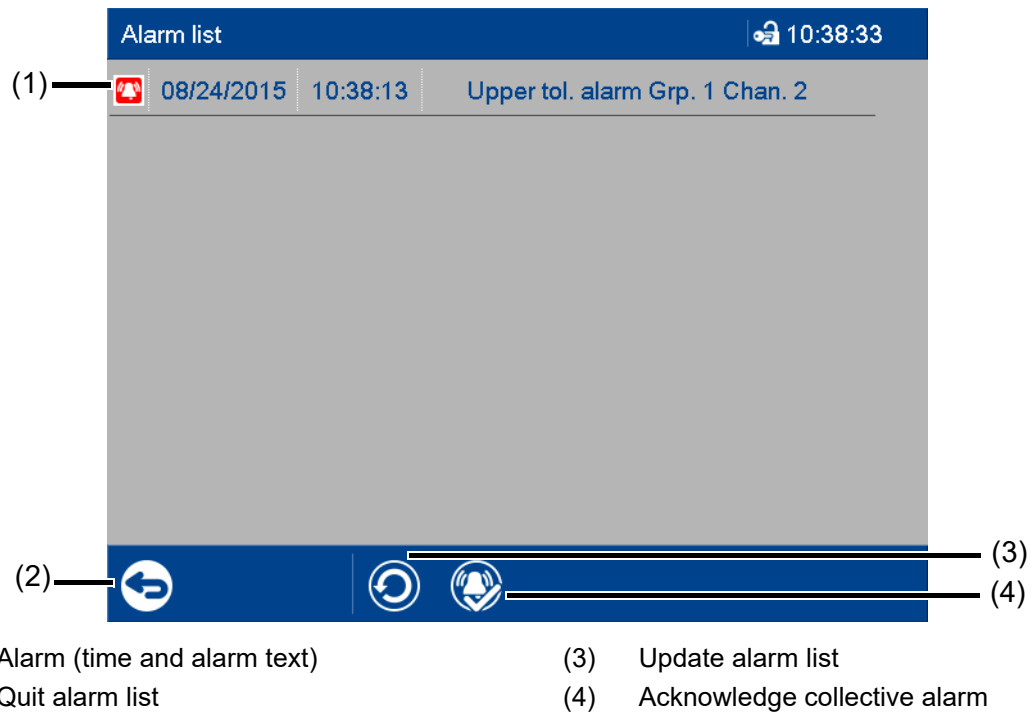 Alarm list 10:38:33
(1) 08/24/2015 10:38:13 Upper tol. alarm Grp. 1 Chan. 2
(3)
(2) (4)
Alarm (time and alarm text) (3) Update alarm list
Quit alarm list (4) Acknowledge collective alarm